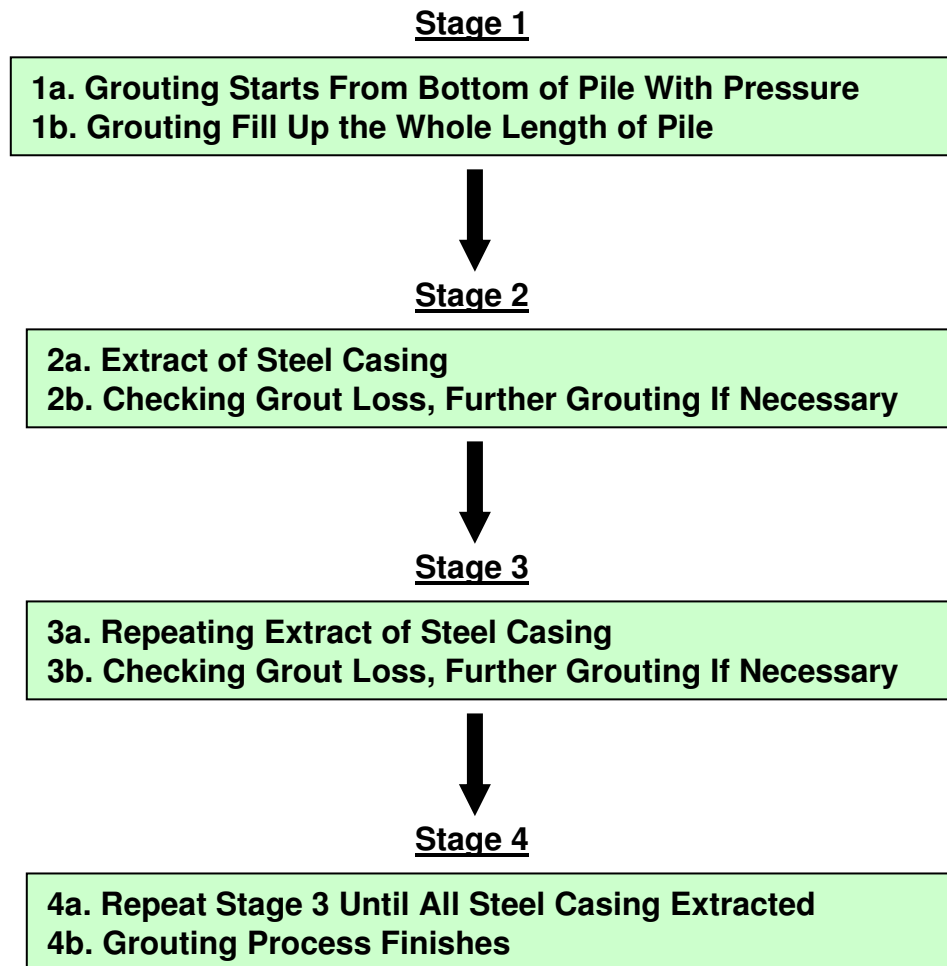 Stage 1
1a. Grouting Starts From Bottom of Pile With Pressure
1b. Grouting Fill Up the Whole Length of Pile
Stage 2
2a. Extract of Steel Casing
2b. Checking Grout Loss, Further Grouting If Necessary
Stage 3
3a. Repeating Extract of Steel Casing
3b. Checking Grout Loss, Further Grouting If Necessary
Stage 4
4a. Repeat Stage 3 Until All Steel Casing Extracted
4b. Grouting Process Finishes